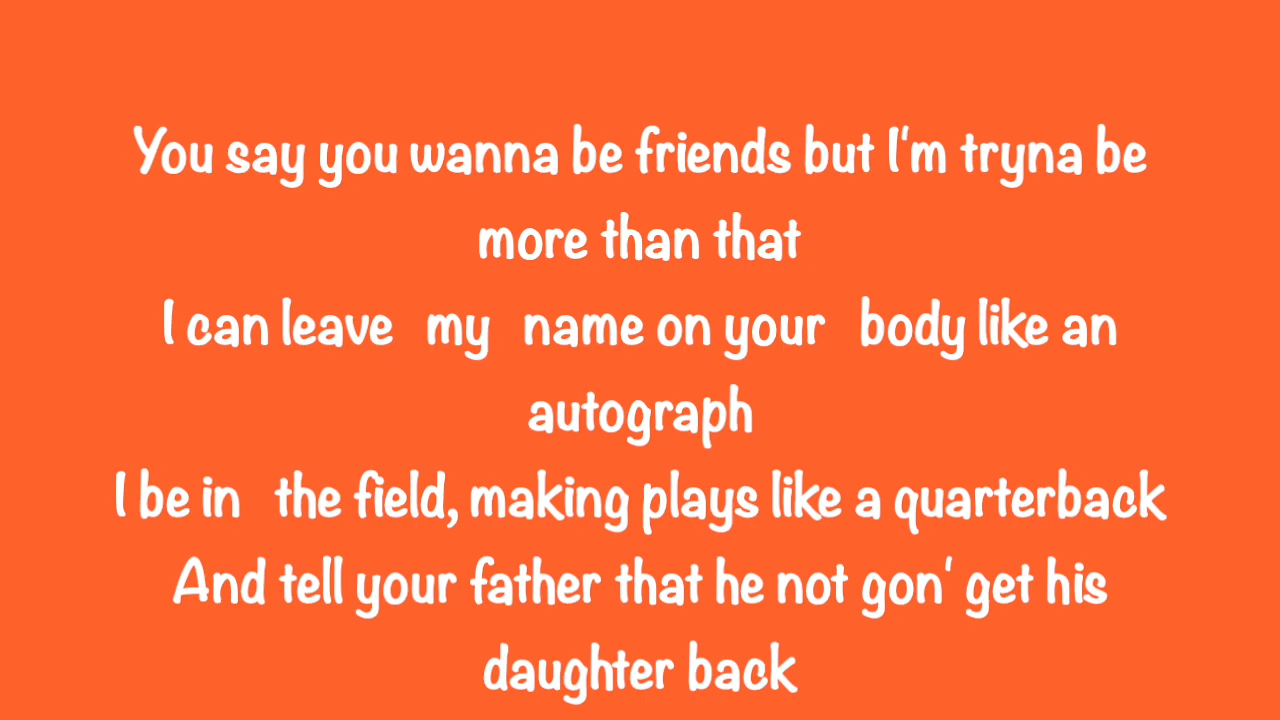 You say you wanna be friends but I'm tryna be
more than that
I can leave my name on your body like an
autograph
I be in the field, making plays like a quarterback
And tell your father that he not gon' get his
daughter back